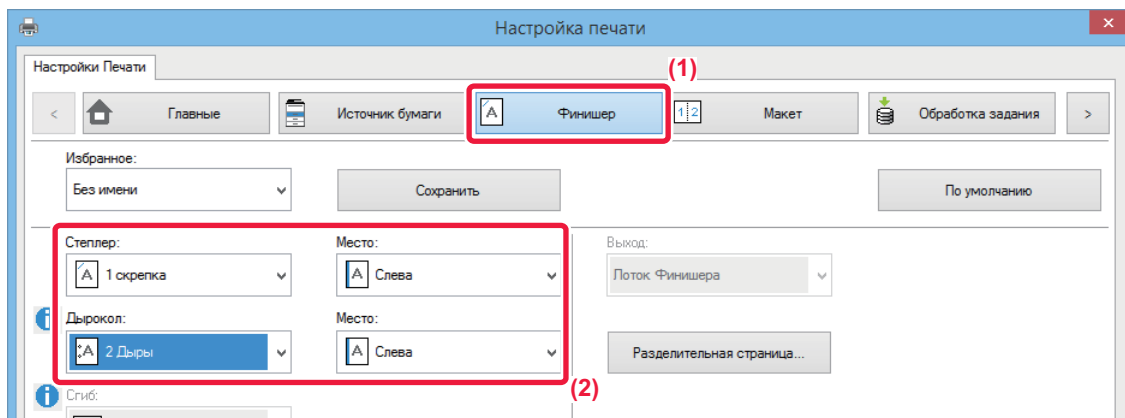 Настройка печати
Настройки Печати
(1)
< Главные Источник бумаги A Финишер 1 2 Макет Обработка задания >
Избранное:
Без имени Сохранить По умолчанию
Степлер: Место: Выход:
A 1 скрепка A Слева Лоток Финишера
Дырокол: Место:
A 2 Дыры A Слева Разделительная страница...
(2)
Сгиб: